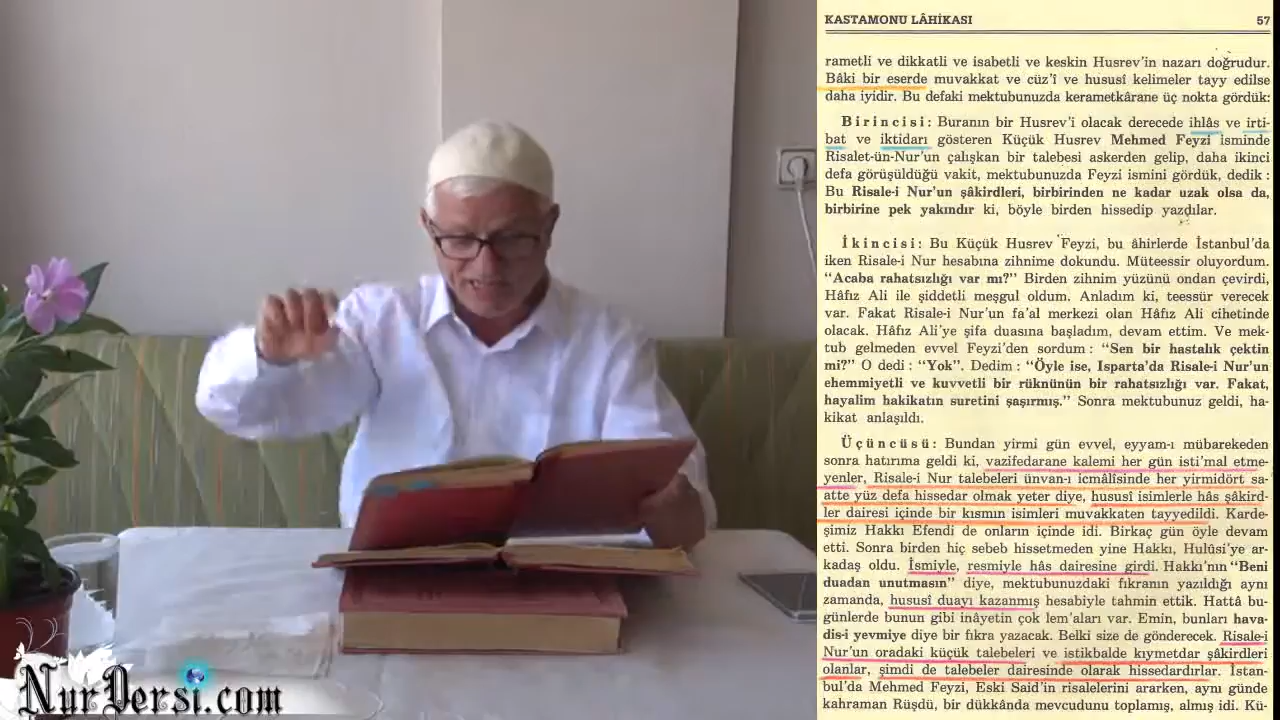 KASTAMONU LÂHİKASI 57
rametli ve dikkatli ve isabetli ve keskin Husrev'in nazarı doğrudur.
Bâki bir eserde muvakkat ve cüz'î ve hususî kelimeler tayy edilse
daha iyidir. Bu defaki mektubunuzda kerametkârane üç nokta gördük:
Birincisi: Buranın bir Husrev'i olacak derecede ihlâs ve irti-
bat ve iktidarı gösteren Küçük Husrev Mehmed Feyzi isminde
Risalet-ün-Nur'un çalışkan bir talebesi askerden gelip, daha ikinci
defa görüşüldüğü vakit, mektubunuzda Feyzi ismini gördük, dedik :
Bu Risale-i Nur'un şâkirdleri, birbirinden ne kadar uzak olsa da,
birbirine pek yakındır ki, böyle birden hissedip yazdılar.
İkincisi: Bu Küçük Husrev Feyzi, bu âhirlerde İstanbul'da
iken Risale-i Nur hesabına zihnime dokundu. Müteessir oluyordum.
"Acaba rahatsızlığı var mı?" Birden zihnim yüzünü ondan çevirdi,
Hâfız Ali ile şiddetli meşgul oldum. Anladım ki, teessür verecek
var. Fakat Risale-i Nur'un fa'al merkezi olan Hâfız Ali cihetinde
olacak. Hâfız Ali'ye şifa duasına başladım, devam ettim. Ve mek-
tub gelmeden evvel Feyzi'den sordum : "Sen bir hastalık çektin
mi?" O dedi : "Yok". Dedim : "Öyle ise, Isparta'da Risale-i Nur'un
ehemmiyetli ve kuvvetli bir rüknünün bir rahatsızlığı var. Fakat,
hayalim hakikatın suretini şaşırmış." Sonra mektubunuz geldi, ha-
kikat anlaşıldı.
Üçüncüsü: Bundan yirmi gün evvel, eyyam-ı mübarekeden
sonra hatırıma geldi ki, vazifedarane kalemi her gün isti'mal etme-
yenler, Risale-i Nur talebeleri ünvan-ı icmâlîsinde her yirmidört sa-
atte yüz defa hissedar olmak yeter diye, hususî isimlerle hâs şâkird-
ler dairesi içinde bir kısmın isimleri muvakkaten tayyedildi. Karde-
şimiz Hakkı Efendi de onların içinde idi. Birkaç gün öyle devam
etti. Sonra birden hiç sebeb hissetmeden yine Hakkı, Hulûsi'ye ar-
kadaş oldu. İsmiyle, resmiyle hâs dairesine girdi. Hakkı'nın "Beni
duadan unutmasın" diye, mektubunuzdaki fıkranın yazıldığı aynı
zamanda, hususî duayı kazanmış hesabiyle tahmin ettik. Hattâ bu-
günlerde bunun gibi inâyetin çok lem'aları var. Emin, bunları hava-
dis-i yevmiye diye bir fıkra yazacak. Belki size de gönderecek. Risale-i
Nur'un oradaki küçük talebeleri ve istikbalde kıymetdar şâkirdleri
olanlar, şimdi de talebeler dairesinde olarak hissedardırlar. İstan-
bul'da Mehmed Feyzi, Eski Said'in risalelerini ararken, aynı günde
kahraman Rüşdü, bir dükkânda mevcudunu toplamış, almış idi. Kü-
NurDersi.com